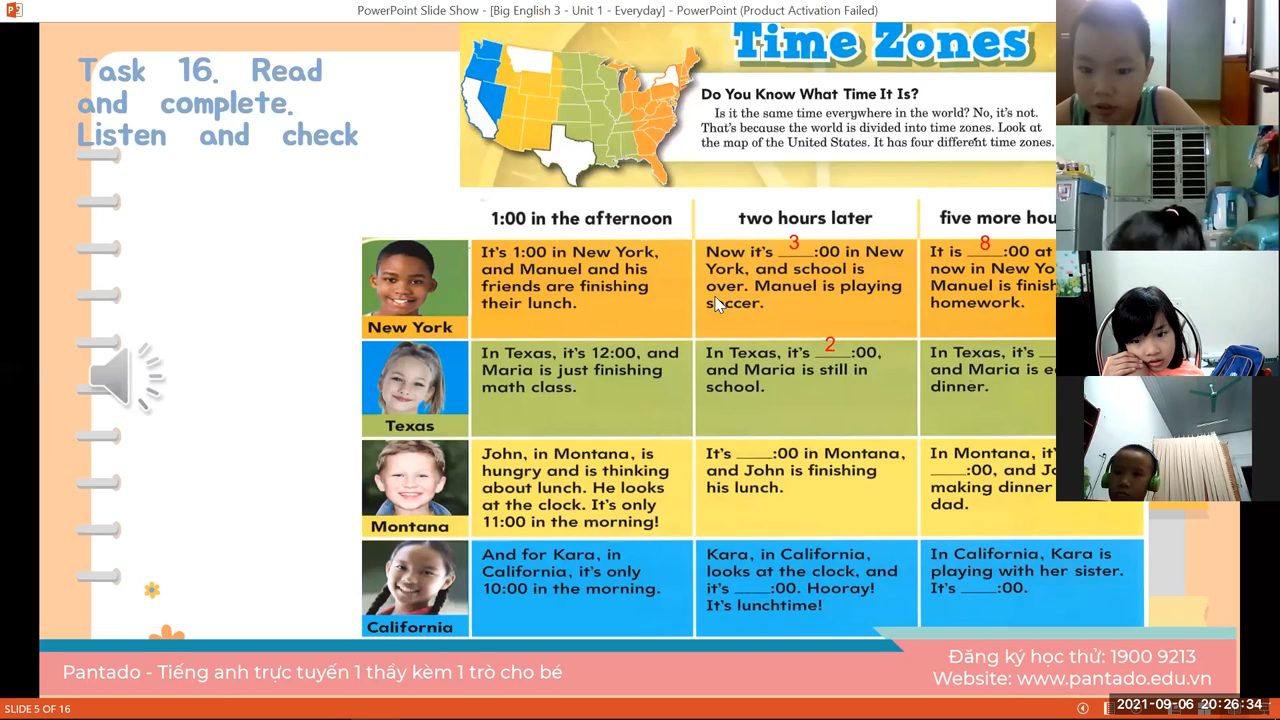 PowerPoint Slide Show - [Big English 3 - Unit 1 - Everyday] - PowerPoint (Product Activation Failed)
Task 16. Read
and complete.
Listen and check
Time Zones
Do You Know What Time It Is?
Is it the same time everywhere in the world? No, it's not.
That's because the world is divided into time zones. Look at
the map of the United States. It has four different time zones.
1:00 in the afternoon
two hours later
five more hou
It's 1:00 in New York,
and Manuel and his
friends are finishing
their lunch.
New York
3
Now it's ____:00 in New
York, and school is
over. Manuel is playing
soccer.
8
It is ____:00 at
now in New Yo
Manuel is finish
homework.
In Texas, it's 12:00, and
Maria is just finishing
math class.
Texas
2
In Texas, it's ____:00,
and Maria is still in
school.
In Texas, it's __
and Maria is e
dinner.
John, in Montana, is
hungry and is thinking
about lunch. He looks
at the clock. It's only
11:00 in the morning!
Montana
It's ____:00 in Montana,
and John is finishing
his lunch.
In Montana, it'
____:00, and Jo
making dinner
dad.
And for Kara, in
California, it's only
10:00 in the morning.
California
Kara, in California,
looks at the clock, and
it's ____:00. Hooray!
It's lunchtime!
In California, Kara is
playing with her sister.
It's ____:00.
Pantado - Tiếng anh trực tuyến 1 thầy kèm 1 trò cho bé
Đăng ký học thử: 1900 9213
Website: www.pantado.edu.vn
SLIDE 5 OF 16
2021-09-06 20:26:34